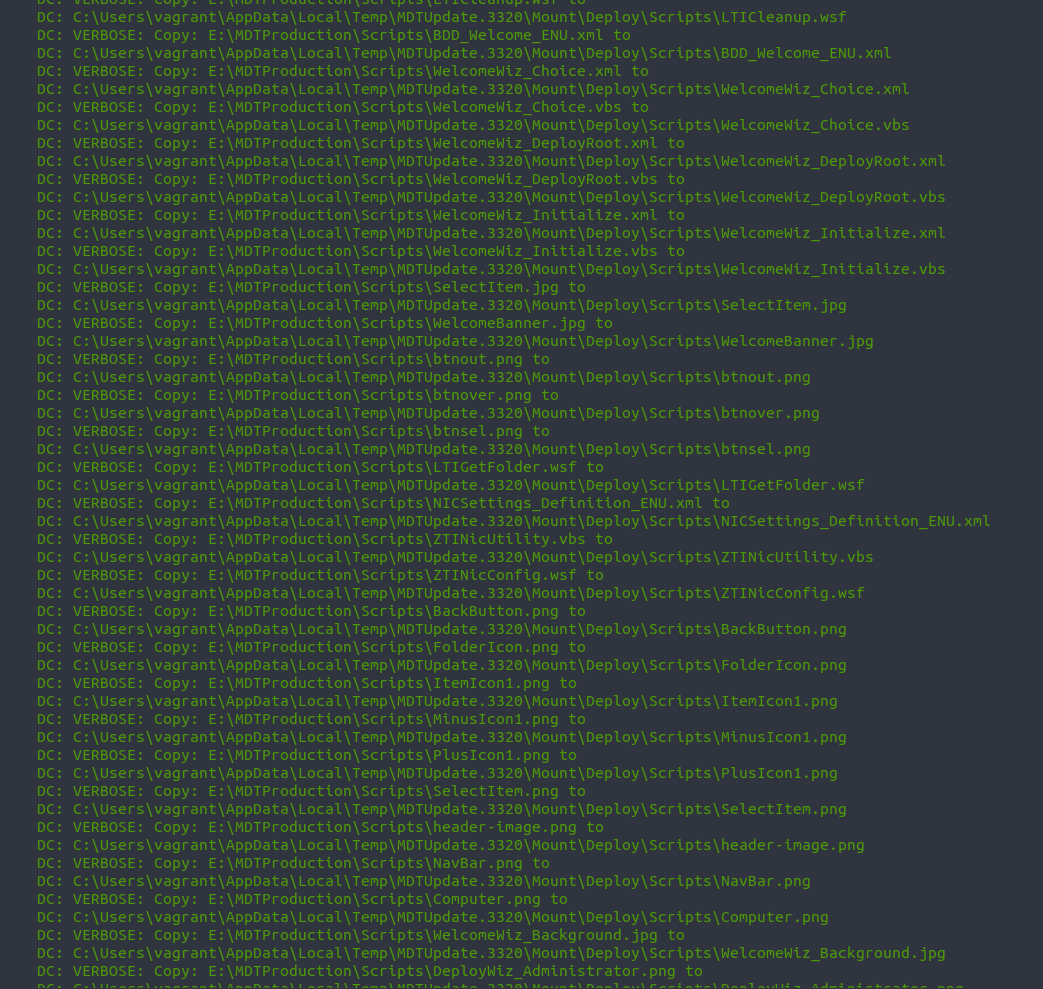 DC: VERBOSE: Copy: E:\MDTProduction\Scripts\LTICleanup.wsf to
DC: C:\Users\vagrant\AppData\Local\Temp\MDTUpdate.3320\Mount\Deploy\Scripts\LTICleanup.wsf
DC: VERBOSE: Copy: E:\MDTProduction\Scripts\BDD_Welcome_ENU.xml to
DC: C:\Users\vagrant\AppData\Local\Temp\MDTUpdate.3320\Mount\Deploy\Scripts\BDD_Welcome_ENU.xml
DC: VERBOSE: Copy: E:\MDTProduction\Scripts\WelcomeWiz_Choice.xml to
DC: C:\Users\vagrant\AppData\Local\Temp\MDTUpdate.3320\Mount\Deploy\Scripts\WelcomeWiz_Choice.xml
DC: VERBOSE: Copy: E:\MDTProduction\Scripts\WelcomeWiz_Choice.vbs to
DC: C:\Users\vagrant\AppData\Local\Temp\MDTUpdate.3320\Mount\Deploy\Scripts\WelcomeWiz_Choice.vbs
DC: VERBOSE: Copy: E:\MDTProduction\Scripts\WelcomeWiz_DeployRoot.xml to
DC: C:\Users\vagrant\AppData\Local\Temp\MDTUpdate.3320\Mount\Deploy\Scripts\WelcomeWiz_DeployRoot.xml
DC: VERBOSE: Copy: E:\MDTProduction\Scripts\WelcomeWiz_DeployRoot.vbs to
DC: C:\Users\vagrant\AppData\Local\Temp\MDTUpdate.3320\Mount\Deploy\Scripts\WelcomeWiz_DeployRoot.vbs
DC: VERBOSE: Copy: E:\MDTProduction\Scripts\WelcomeWiz_Initialize.xml to
DC: C:\Users\vagrant\AppData\Local\Temp\MDTUpdate.3320\Mount\Deploy\Scripts\WelcomeWiz_Initialize.xml
DC: VERBOSE: Copy: E:\MDTProduction\Scripts\WelcomeWiz_Initialize.vbs to
DC: C:\Users\vagrant\AppData\Local\Temp\MDTUpdate.3320\Mount\Deploy\Scripts\WelcomeWiz_Initialize.vbs
DC: VERBOSE: Copy: E:\MDTProduction\Scripts\SelectItem.jpg to
DC: C:\Users\vagrant\AppData\Local\Temp\MDTUpdate.3320\Mount\Deploy\Scripts\SelectItem.jpg
DC: VERBOSE: Copy: E:\MDTProduction\Scripts\WelcomeBanner.jpg to
DC: C:\Users\vagrant\AppData\Local\Temp\MDTUpdate.3320\Mount\Deploy\Scripts\WelcomeBanner.jpg
DC: VERBOSE: Copy: E:\MDTProduction\Scripts\btnout.png to
DC: C:\Users\vagrant\AppData\Local\Temp\MDTUpdate.3320\Mount\Deploy\Scripts\btnout.png
DC: VERBOSE: Copy: E:\MDTProduction\Scripts\btnover.png to
DC: C:\Users\vagrant\AppData\Local\Temp\MDTUpdate.3320\Mount\Deploy\Scripts\btnover.png
DC: VERBOSE: Copy: E:\MDTProduction\Scripts\btnsel.png to
DC: C:\Users\vagrant\AppData\Local\Temp\MDTUpdate.3320\Mount\Deploy\Scripts\btnsel.png
DC: VERBOSE: Copy: E:\MDTProduction\Scripts\LTIGetFolder.wsf to
DC: C:\Users\vagrant\AppData\Local\Temp\MDTUpdate.3320\Mount\Deploy\Scripts\LTIGetFolder.wsf
DC: VERBOSE: Copy: E:\MDTProduction\Scripts\NICSettings_Definition_ENU.xml to
DC: C:\Users\vagrant\AppData\Local\Temp\MDTUpdate.3320\Mount\Deploy\Scripts\NICSettings_Definition_ENU.xml
DC: VERBOSE: Copy: E:\MDTProduction\Scripts\ZTINicUtility.vbs to
DC: C:\Users\vagrant\AppData\Local\Temp\MDTUpdate.3320\Mount\Deploy\Scripts\ZTINicUtility.vbs
DC: VERBOSE: Copy: E:\MDTProduction\Scripts\ZTINicConfig.wsf to
DC: C:\Users\vagrant\AppData\Local\Temp\MDTUpdate.3320\Mount\Deploy\Scripts\ZTINicConfig.wsf
DC: VERBOSE: Copy: E:\MDTProduction\Scripts\BackButton.png to
DC: C:\Users\vagrant\AppData\Local\Temp\MDTUpdate.3320\Mount\Deploy\Scripts\BackButton.png
DC: VERBOSE: Copy: E:\MDTProduction\Scripts\FolderIcon.png to
DC: C:\Users\vagrant\AppData\Local\Temp\MDTUpdate.3320\Mount\Deploy\Scripts\FolderIcon.png
DC: VERBOSE: Copy: E:\MDTProduction\Scripts\ItemIcon1.png to
DC: C:\Users\vagrant\AppData\Local\Temp\MDTUpdate.3320\Mount\Deploy\Scripts\ItemIcon1.png
DC: VERBOSE: Copy: E:\MDTProduction\Scripts\MinusIcon1.png to
DC: C:\Users\vagrant\AppData\Local\Temp\MDTUpdate.3320\Mount\Deploy\Scripts\MinusIcon1.png
DC: VERBOSE: Copy: E:\MDTProduction\Scripts\PlusIcon1.png to
DC: C:\Users\vagrant\AppData\Local\Temp\MDTUpdate.3320\Mount\Deploy\Scripts\PlusIcon1.png
DC: VERBOSE: Copy: E:\MDTProduction\Scripts\SelectItem.png to
DC: C:\Users\vagrant\AppData\Local\Temp\MDTUpdate.3320\Mount\Deploy\Scripts\SelectItem.png
DC: VERBOSE: Copy: E:\MDTProduction\Scripts\header-image.png to
DC: C:\Users\vagrant\AppData\Local\Temp\MDTUpdate.3320\Mount\Deploy\Scripts\header-image.png
DC: VERBOSE: Copy: E:\MDTProduction\Scripts\NavBar.png to
DC: C:\Users\vagrant\AppData\Local\Temp\MDTUpdate.3320\Mount\Deploy\Scripts\NavBar.png
DC: VERBOSE: Copy: E:\MDTProduction\Scripts\Computer.png to
DC: C:\Users\vagrant\AppData\Local\Temp\MDTUpdate.3320\Mount\Deploy\Scripts\Computer.png
DC: VERBOSE: Copy: E:\MDTProduction\Scripts\WelcomeWiz_Background.jpg to
DC: C:\Users\vagrant\AppData\Local\Temp\MDTUpdate.3320\Mount\Deploy\Scripts\WelcomeWiz_Background.jpg
DC: VERBOSE: Copy: E:\MDTProduction\Scripts\DeployWiz_Administrator.png to
DC: C:\Users\vagrant\AppData\Local\Temp\MDTUpdate.3320\Mount\Deploy\Scripts\DeployWiz_Administrator.png